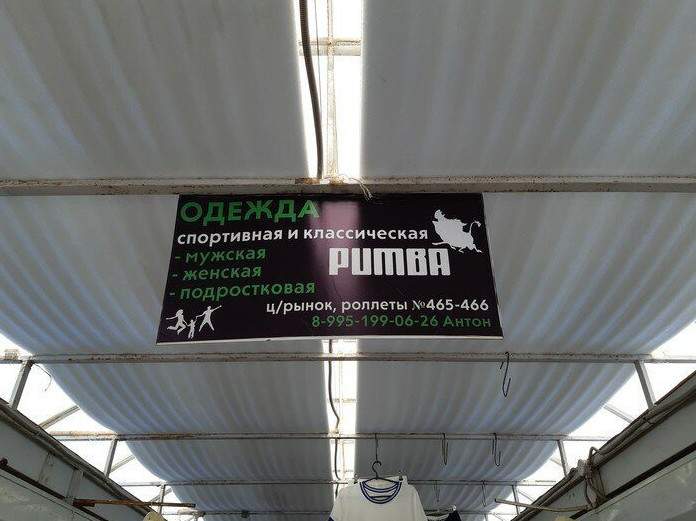 ОДЕЖДА
спортивная и классическая
- мужская
- женская
- подростковая
PUMBA
ц/рынок, роллеты №465-466
8-995-199-06-26 Антон